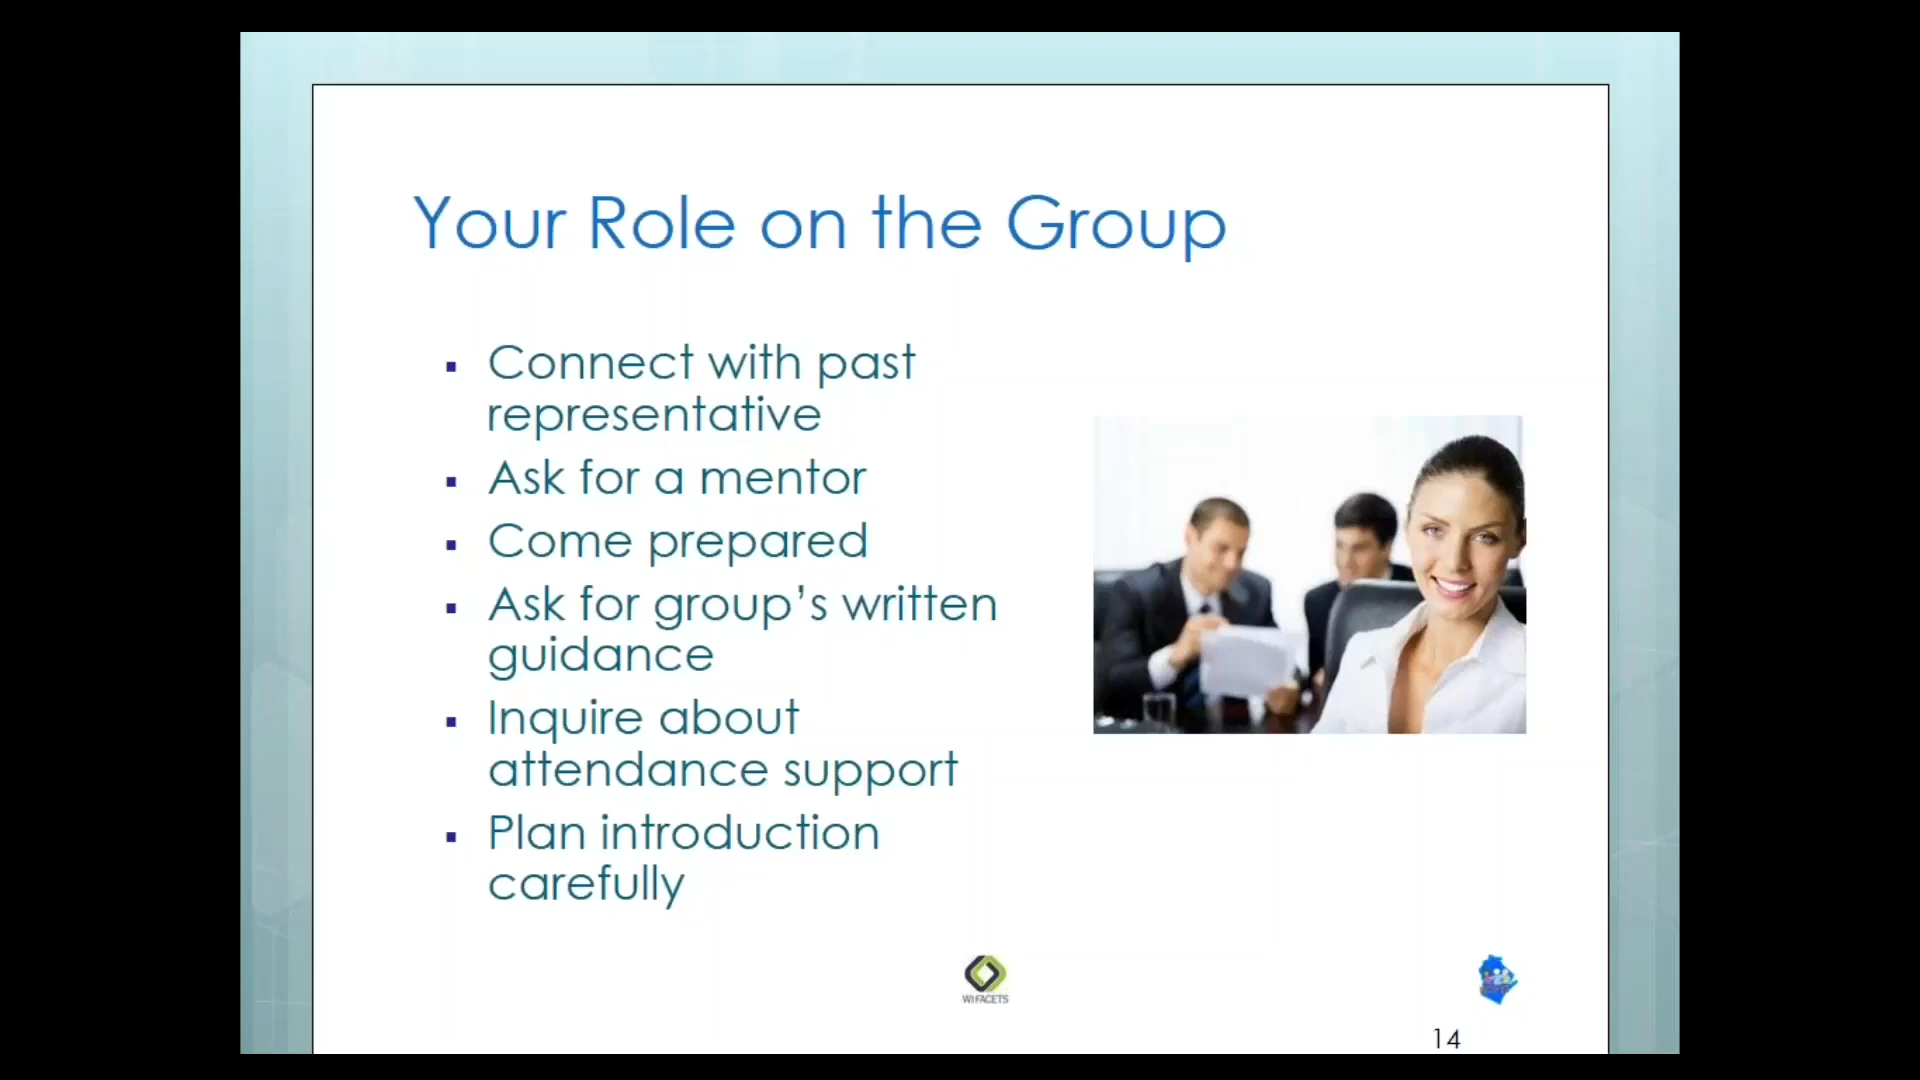 Your Role on the Group
▪ Connect with past
representative
▪ Ask for a mentor
▪ Come prepared
▪ Ask for group’s written
guidance
▪ Inquire about
attendance support
▪ Plan introduction
carefully
WI FACETS
14